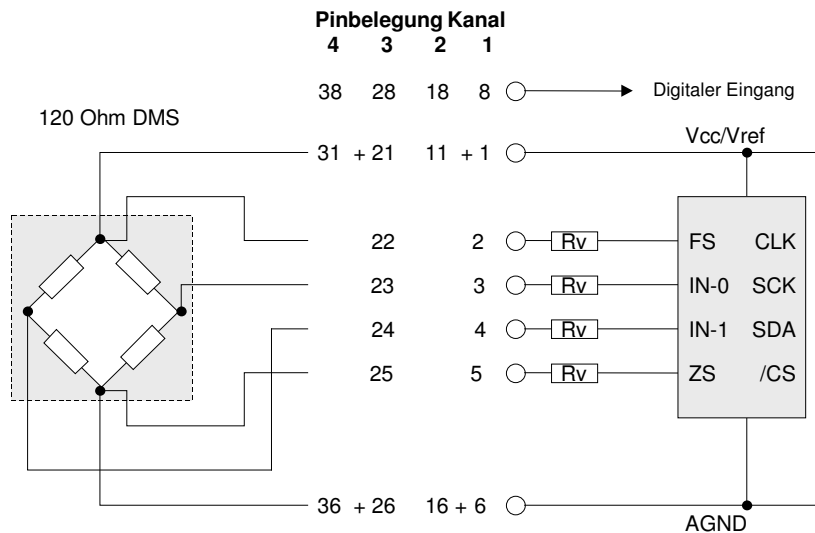 Pinbelegung Kanal
4 3 2 1
38 28 18 8 Digitaler Eingang
120 Ohm DMS
Vcc/Vref
31 + 21 11 + 1
22 2 Rv FS CLK
23 3 Rv IN-0 SCK
24 4 Rv IN-1 SDA
25 5 Rv ZS /CS
36 + 26 16 + 6
AGND